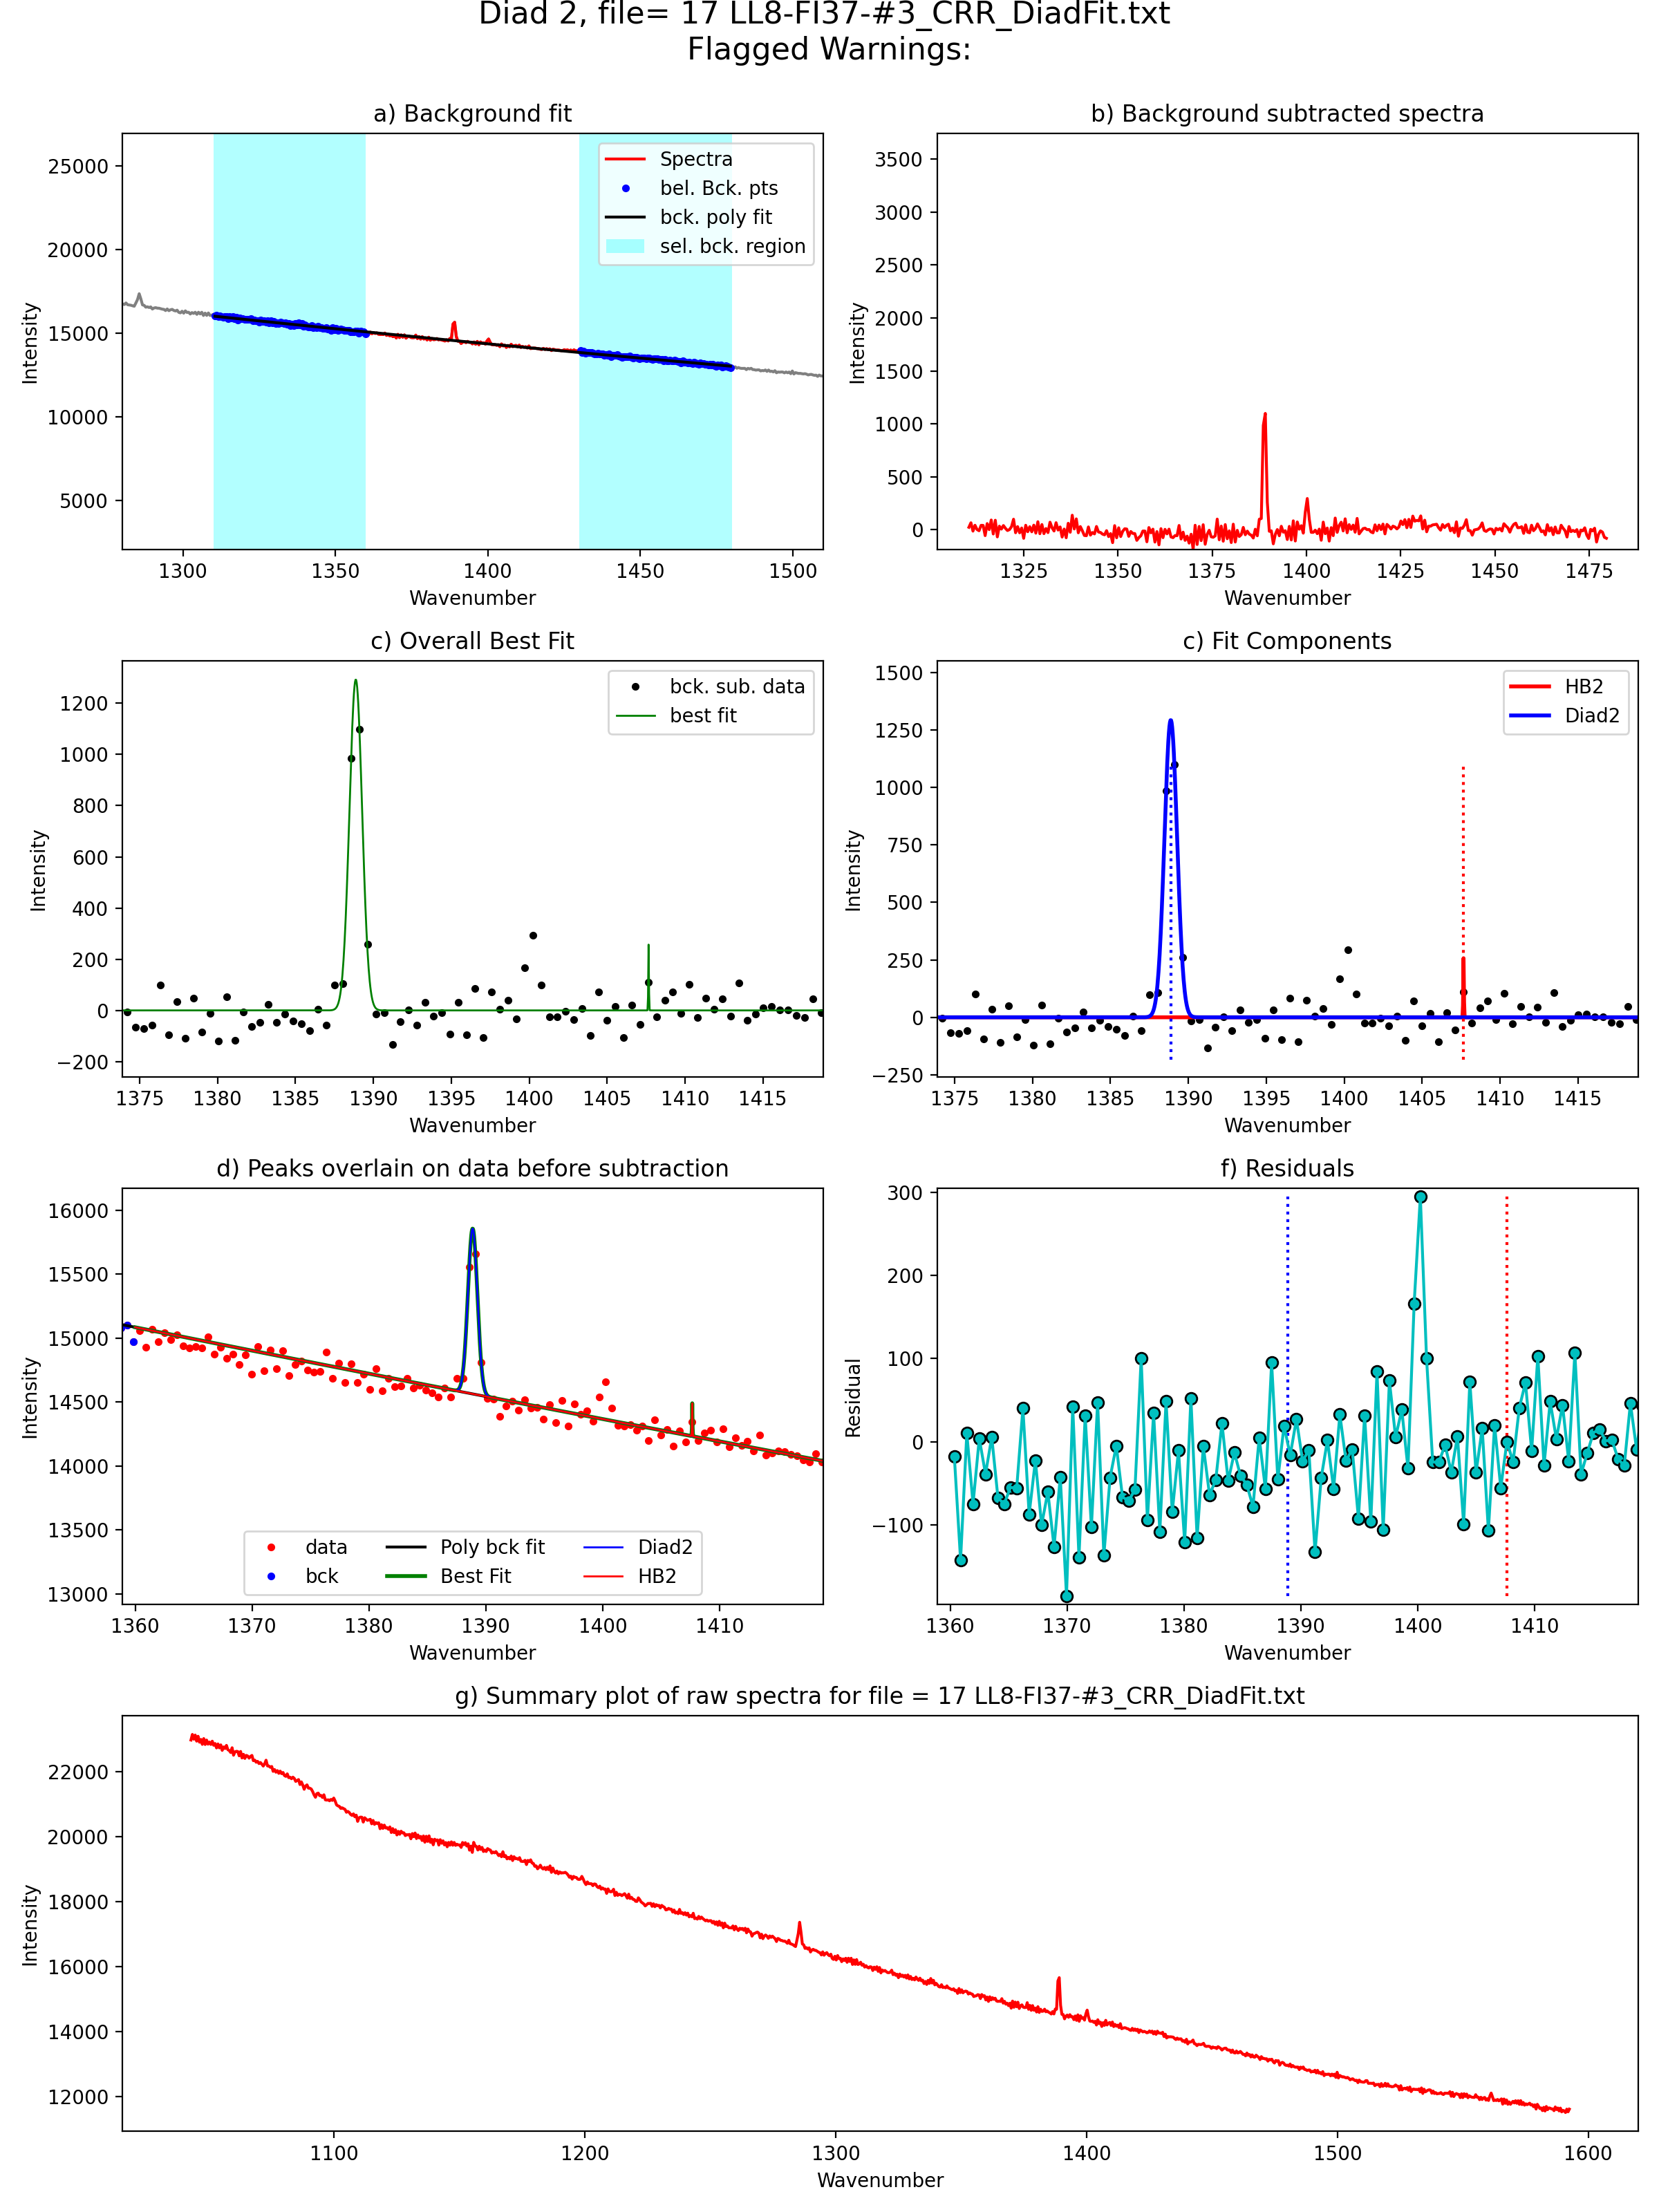 Diad 2, file= 17 LL8-FI37-#3_CRR_DiadFit.txt
Flagged Warnings:
a) Background fit
25000
20000
15000
10000
5000
Intensity
1300 1350 1400 1450 1500
Wavenumber
Spectra
bel. Bck. pts
bck. poly fit
sel. bck. region
b) Background subtracted spectra
3500
3000
2500
2000
1500
1000
500
0
Intensity
1325 1350 1375 1400 1425 1450 1475
Wavenumber
c) Overall Best Fit
1200
1000
800
600
400
200
0
−200
Intensity
1375 1380 1385 1390 1395 1400 1405 1410 1415
Wavenumber
bck. sub. data
best fit
c) Fit Components
1500
1250
1000
750
500
250
0
−250
Intensity
1375 1380 1385 1390 1395 1400 1405 1410 1415
Wavenumber
HB2
Diad2
d) Peaks overlain on data before subtraction
16000
15500
15000
14500
14000
13500
13000
Intensity
1360 1370 1380 1390 1400 1410
Wavenumber
data Poly bck fit Diad2
bck Best Fit HB2
f) Residuals
300
200
100
0
−100
Residual
1360 1370 1380 1390 1400 1410
Wavenumber
g) Summary plot of raw spectra for file = 17 LL8-FI37-#3_CRR_DiadFit.txt
22000
20000
18000
16000
14000
12000
Intensity
1100 1200 1300 1400 1500 1600
Wavenumber